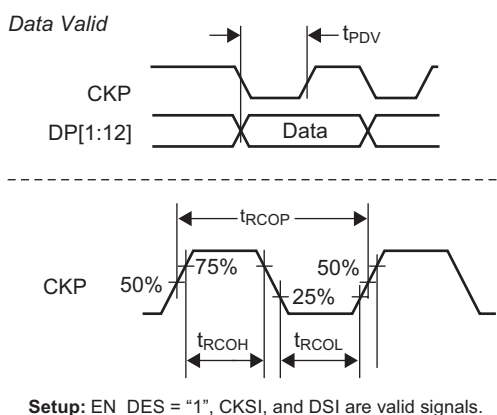 Data Valid
tPDV
CKP
DP[1:12] Data
tRCOP
75% 50%
CKP 50% 25%
tRCOH tRCOL
Setup: EN DES = “1”, CKSI, and DSI are valid signals.